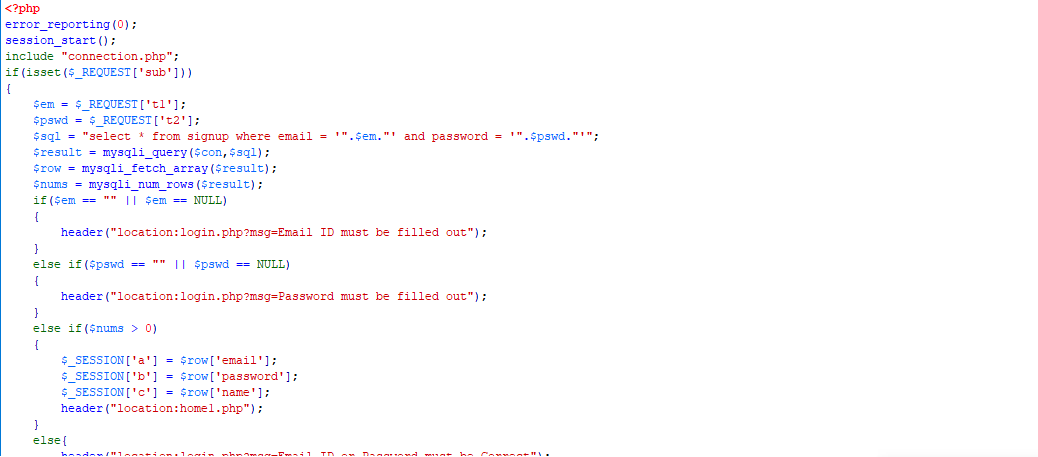 <?php
error_reporting(0);
session_start();
include "connection.php";
if(isset($_REQUEST['sub']))
{
    $em = $_REQUEST['t1'];
    $pswd = $_REQUEST['t2'];
    $sql = "select * from signup where email = '".$em."' and password = '".$pswd."'";
    $result = mysqli_query($con,$sql);
    $row = mysqli_fetch_array($result);
    $nums = mysqli_num_rows($result);
    if($em == "" || $em == NULL)
    {
        header("location:login.php?msg=Email ID must be filled out");
    }
    else if($pswd == "" || $pswd == NULL)
    {
        header("location:login.php?msg=Password must be filled out");
    }
    else if($nums > 0)
    {
        $_SESSION['a'] = $row['email'];
        $_SESSION['b'] = $row['password'];
        $_SESSION['c'] = $row['name'];
        header("location:home1.php");
    }
    else{
        header("location:login.php?msg=Email ID or Password must be Correct");